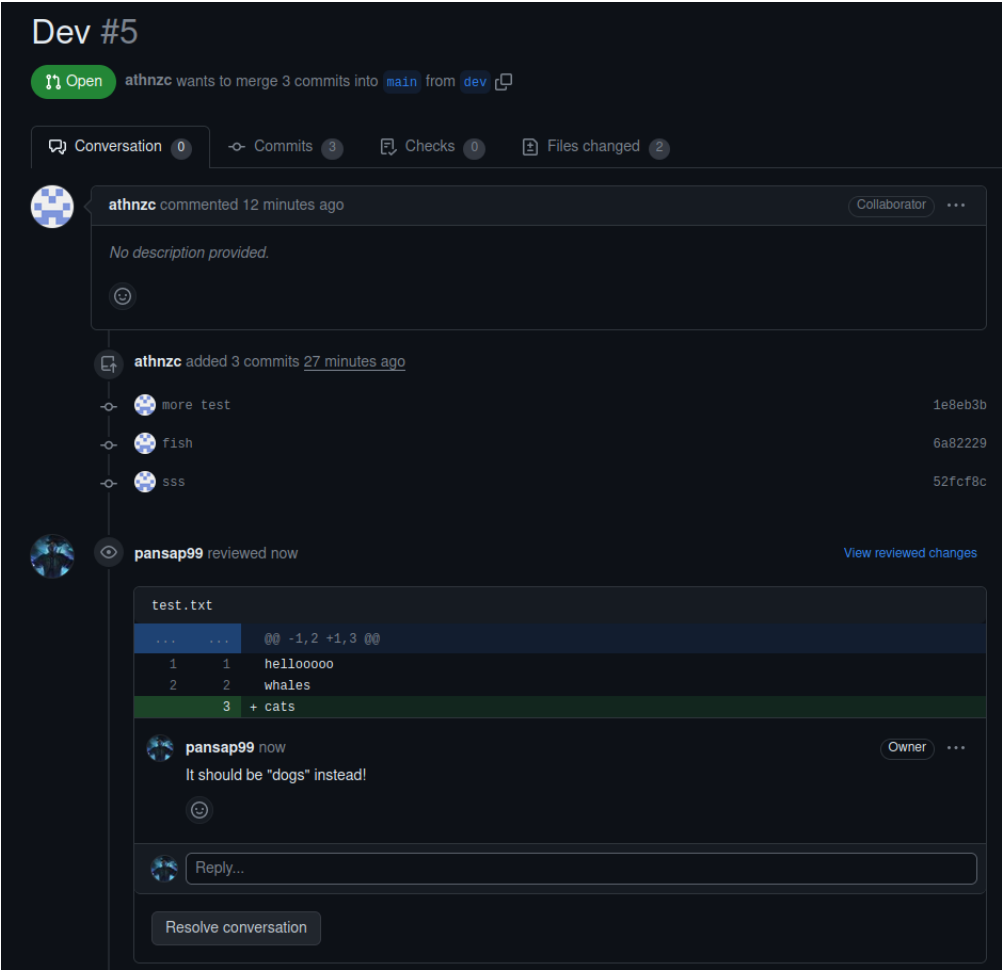 Dev #5
Open athnzc wants to merge 3 commits into main from dev
Conversation 0 Commits 3 Checks 0 Files changed 2
athnzc commented 12 minutes ago Collaborator ...
No description provided.
athnzc added 3 commits 27 minutes ago
more test 1e8eb3b
fish 6a82229
sss 52fcf8c
pansap99 reviewed now View reviewed changes
test.txt
... ... @@ -1,2 +1,3 @@
1 1 hellooooo
2 2 whales
3 + cats
pansap99 now Owner ...
It should be "dogs" instead!
Reply...
Resolve conversation